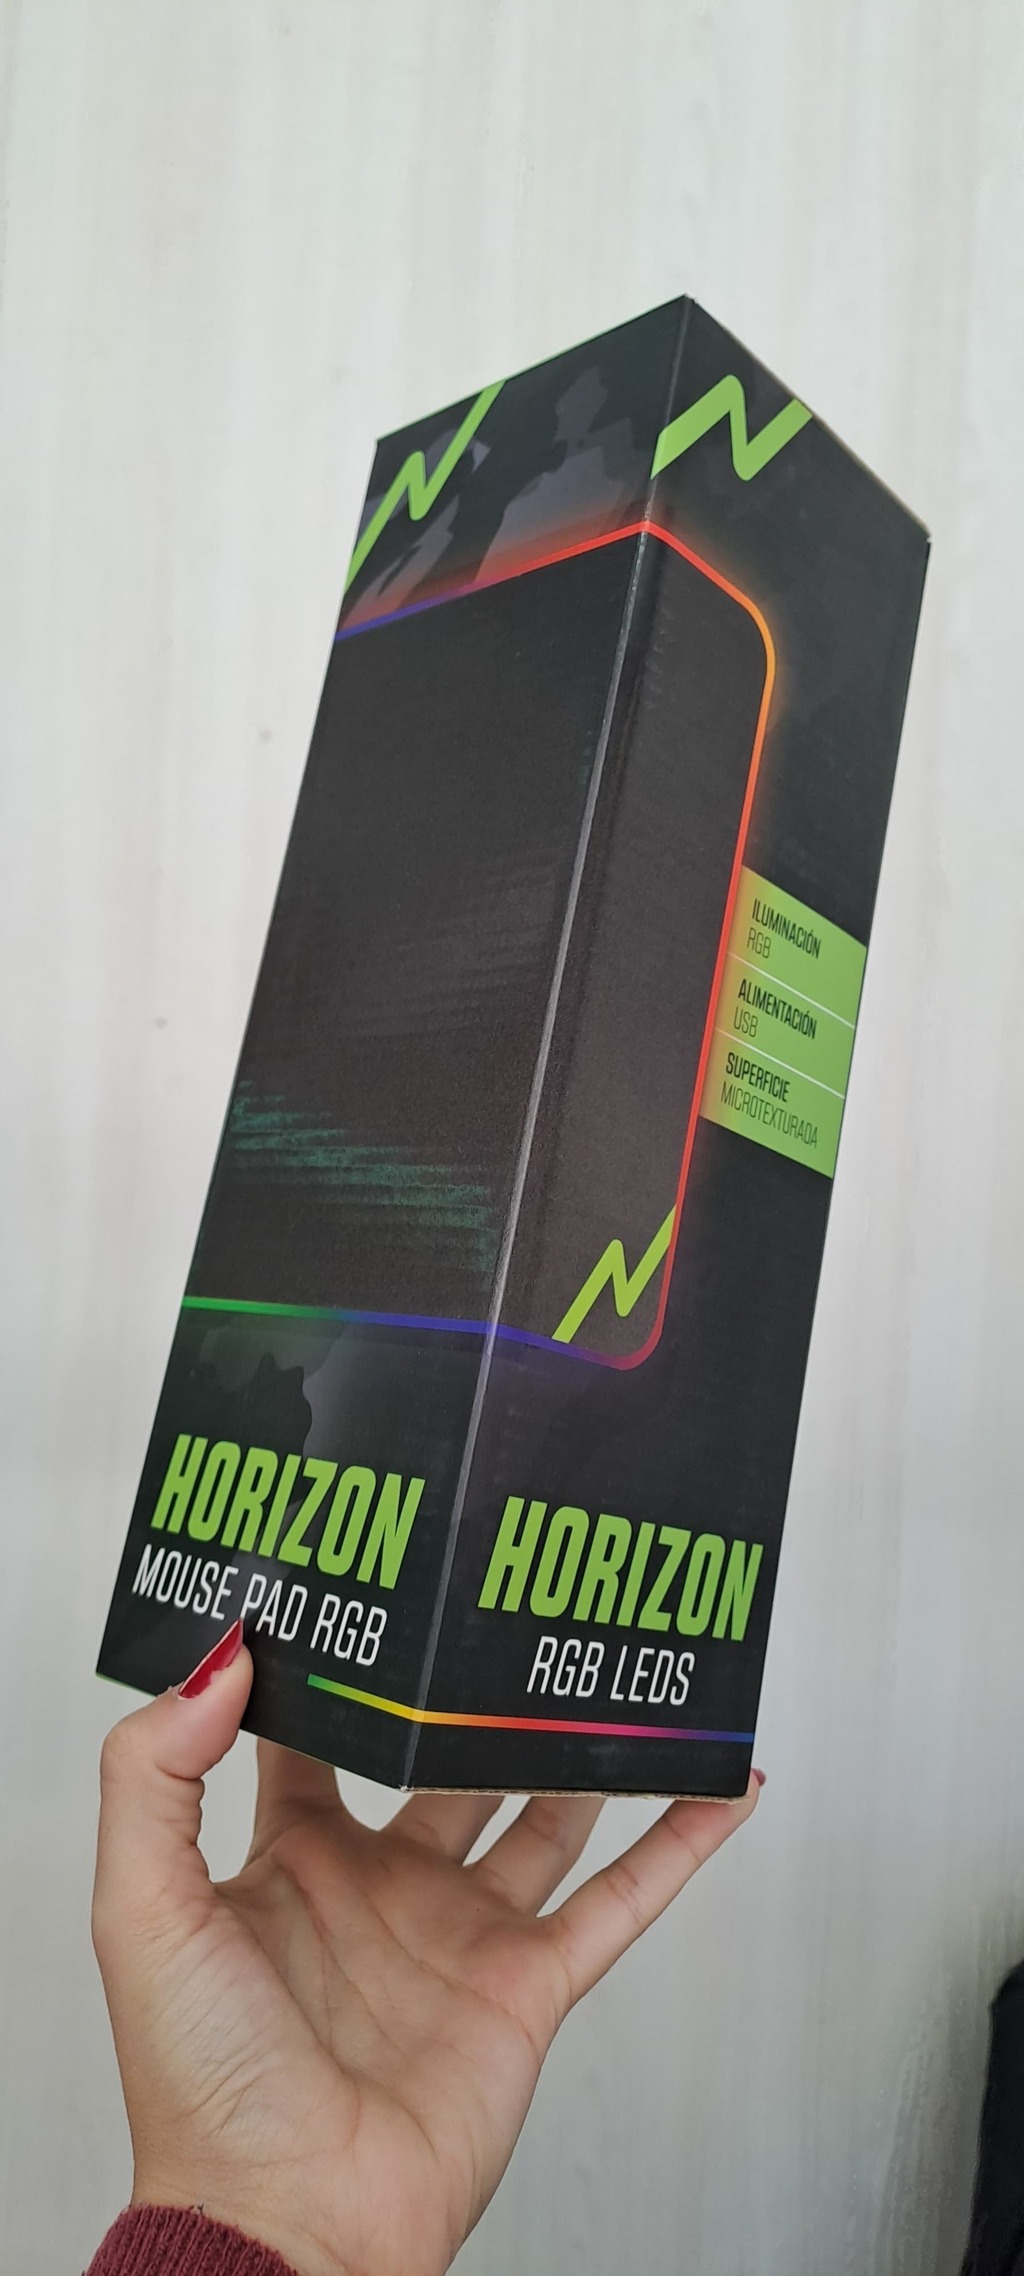 ILUMINACIÓN
RGB
ALIMENTACIÓN
USB
SUPERFICIE
MICROTEXTURADA
HORIZON
MOUSE PAD RGB
HORIZON
RGB LEDS